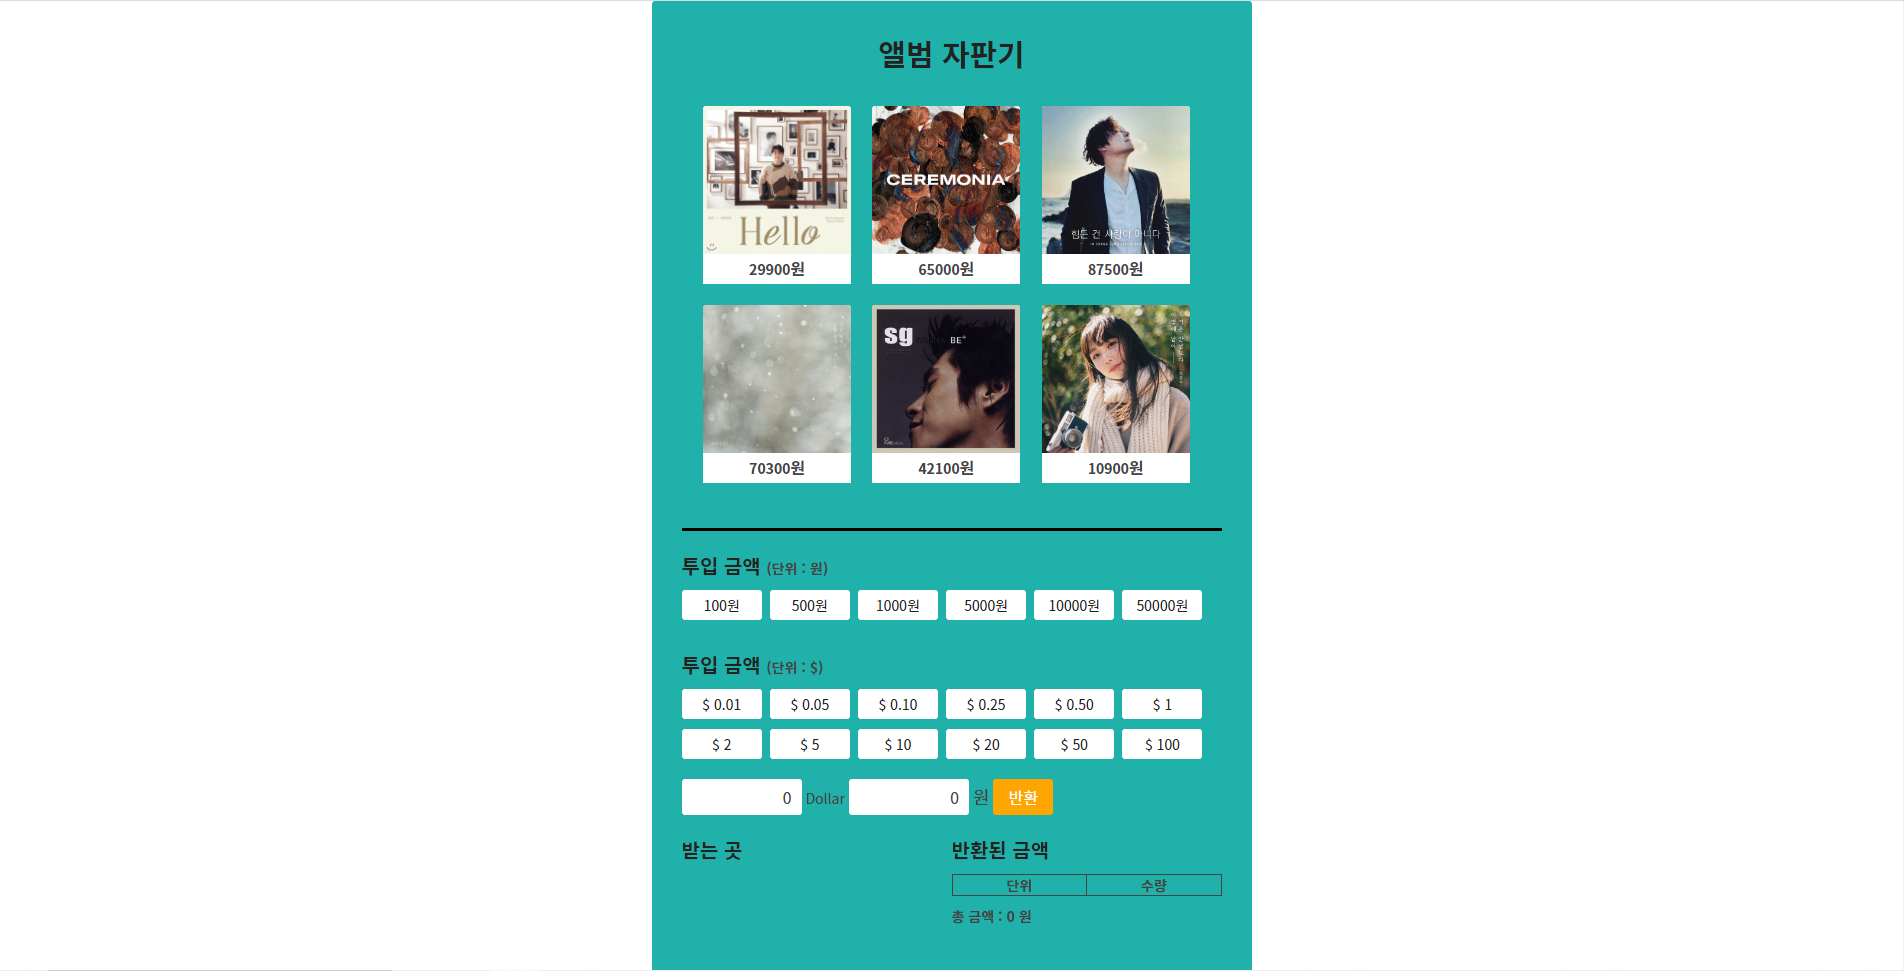 앨범 자판기
Hello
CEREMONIA
힘든 건 사랑이 아니다
29900원
65000원
87500원
sg
BE+
70300원
42100원
10900원
투입 금액 (단위 : 원)
100원
500원
1000원
5000원
10000원
50000원
투입 금액 (단위 : $)
$ 0.01
$ 0.05
$ 0.10
$ 0.25
$ 0.50
$ 1
$ 2
$ 5
$ 10
$ 20
$ 50
$ 100
0 Dollar 0 원 반환
받는 곳
반환된 금액
단위 수량
총 금액 : 0 원